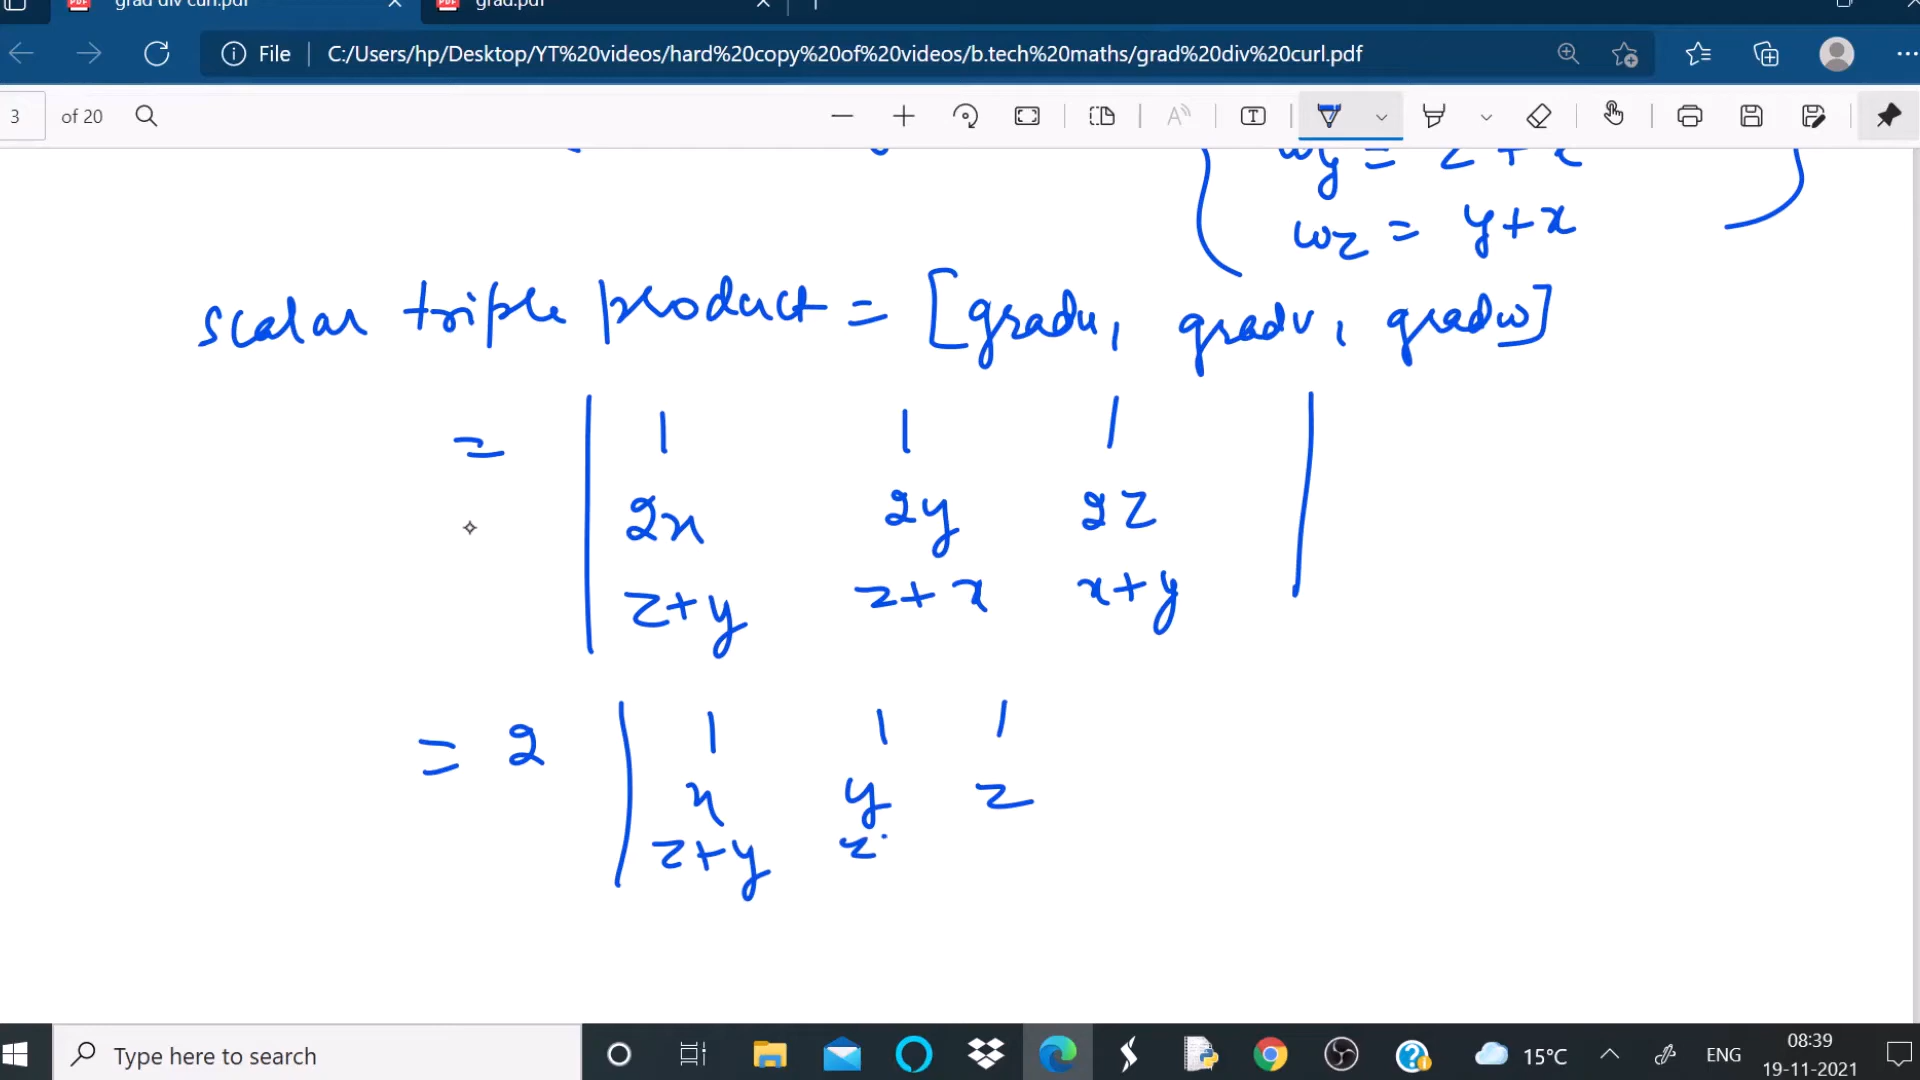 grad div curl.pdf
grad.pdf
File C:/Users/hp/Desktop/YT%20videos/hard%20copy%20of%20videos/b.tech%20maths/grad%20div%20curl.pdf
3 of 20
wy = z + x
wz = y+x
scalar triple product = [gradu, gradv, gradw]
= | 1 1 1 |
2x 2y 2z
z+y z+x x+y
= 2 | 1 1 1
x y z
z+y z
Type here to search
15°C
ENG
08:39
19-11-2021